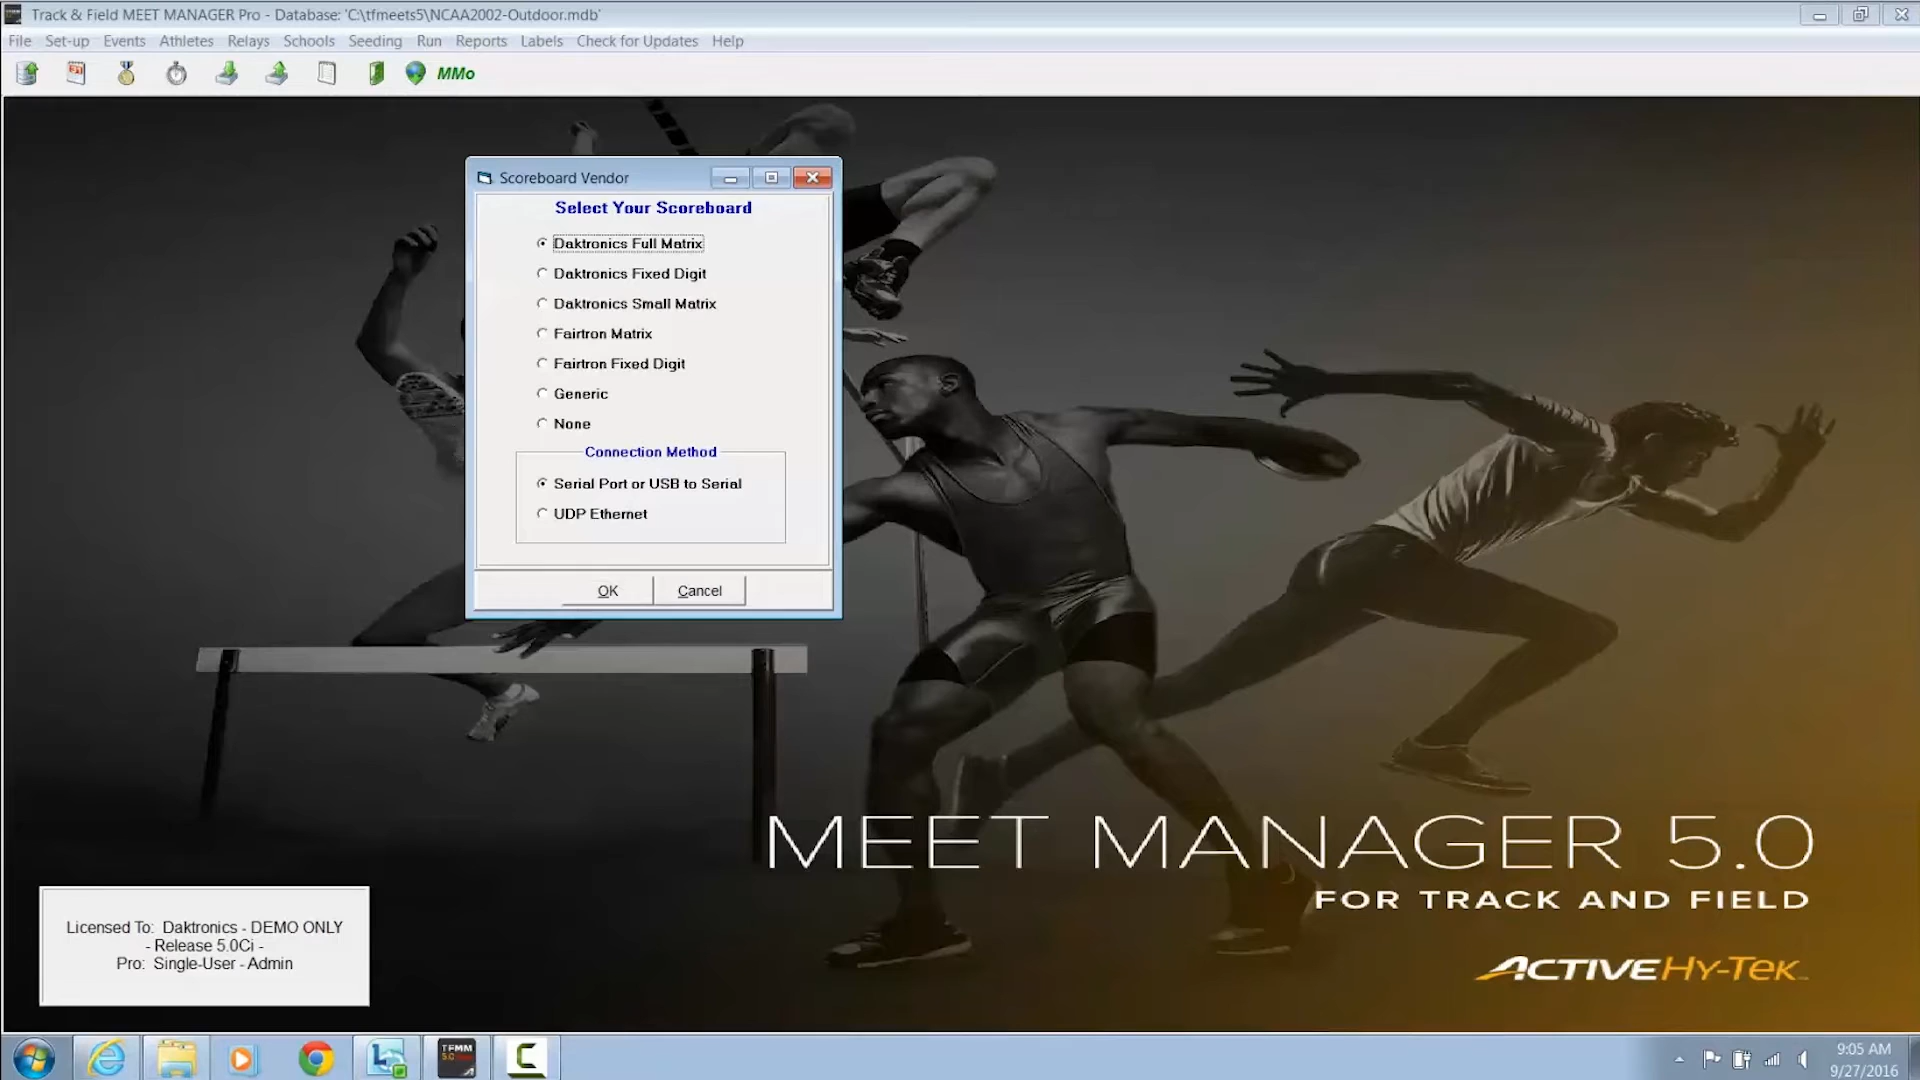 Track & Field MEET MANAGER Pro - Database: 'C:\tfmeets5\NCAA2002-Outdoor.mdb'
File Set-up Events Athletes Relays Schools Seeding Run Reports Labels Check for Updates Help
MMo
Scoreboard Vendor
Select Your Scoreboard
Daktronics Full Matrix
Daktronics Fixed Digit
Daktronics Small Matrix
Fairtron Matrix
Fairtron Fixed Digit
Generic
None
Connection Method
Serial Port or USB to Serial
UDP Ethernet
OK Cancel
MEET MANAGER 5.0
FOR TRACK AND FIELD
ACTIVE HY-TEK
Licensed To: Daktronics - DEMO ONLY
- Release 5.0Ci -
Pro: Single-User - Admin
TFMM
5.0
9:05 AM
9/27/2016